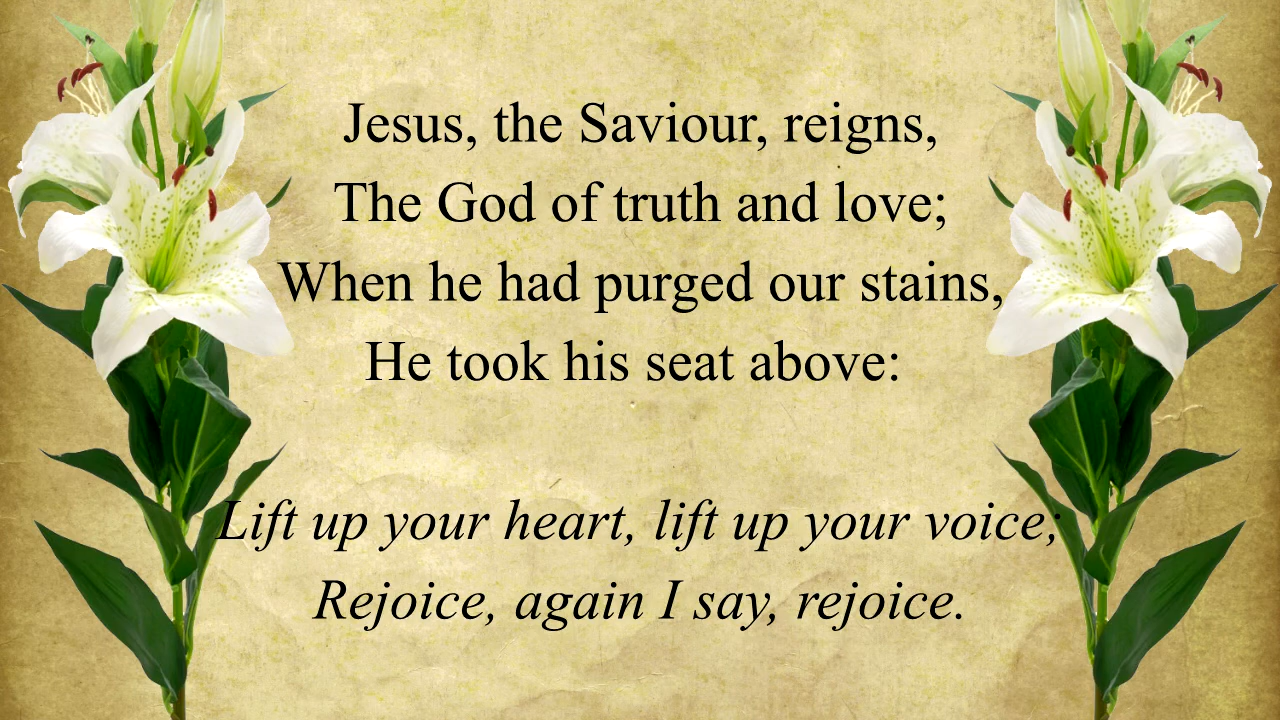 Jesus, the Saviour, reigns,
The God of truth and love;
When he had purged our stains,
He took his seat above:
Lift up your heart, lift up your voice;
Rejoice, again I say, rejoice.